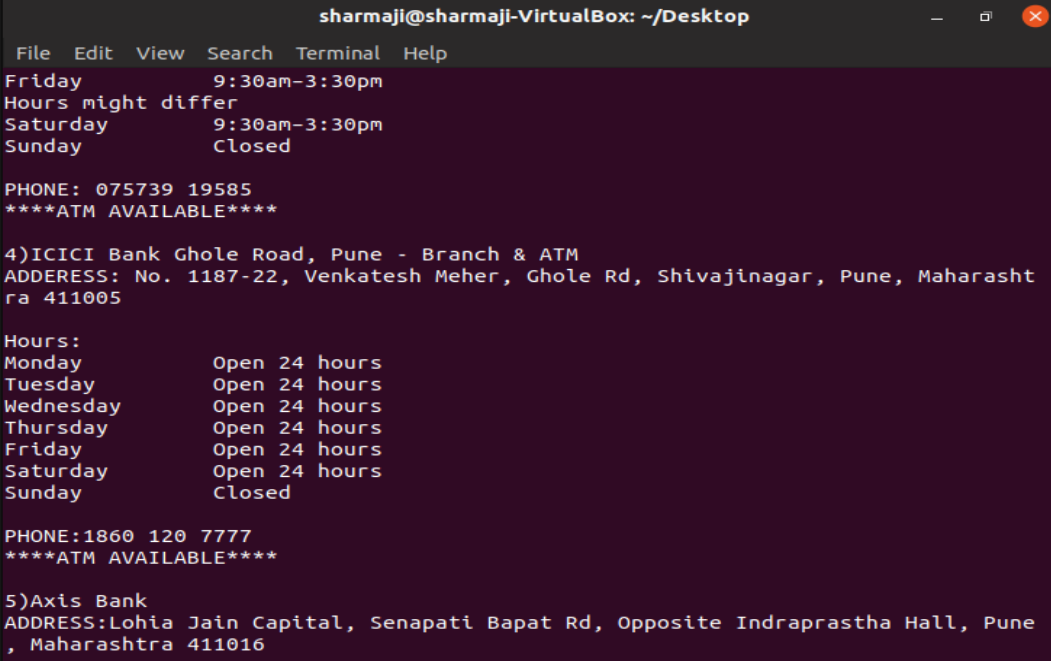 sharmaji@sharmaji-VirtualBox: ~/Desktop
File Edit View Search Terminal Help
Friday 9:30am–3:30pm
Hours might differ
Saturday 9:30am–3:30pm
Sunday Closed
PHONE: 075739 19585
****ATM AVAILABLE****
4)ICICI Bank Ghole Road, Pune - Branch & ATM
ADDERESS: No. 1187-22, Venkatesh Meher, Ghole Rd, Shivajinagar, Pune, Maharasht
ra 411005
Hours:
Monday Open 24 hours
Tuesday Open 24 hours
Wednesday Open 24 hours
Thursday Open 24 hours
Friday Open 24 hours
Saturday Open 24 hours
Sunday Closed
PHONE:1860 120 7777
****ATM AVAILABLE****
5)Axis Bank
ADDRESS:Lohia Jain Capital, Senapati Bapat Rd, Opposite Indraprastha Hall, Pune
, Maharashtra 411016